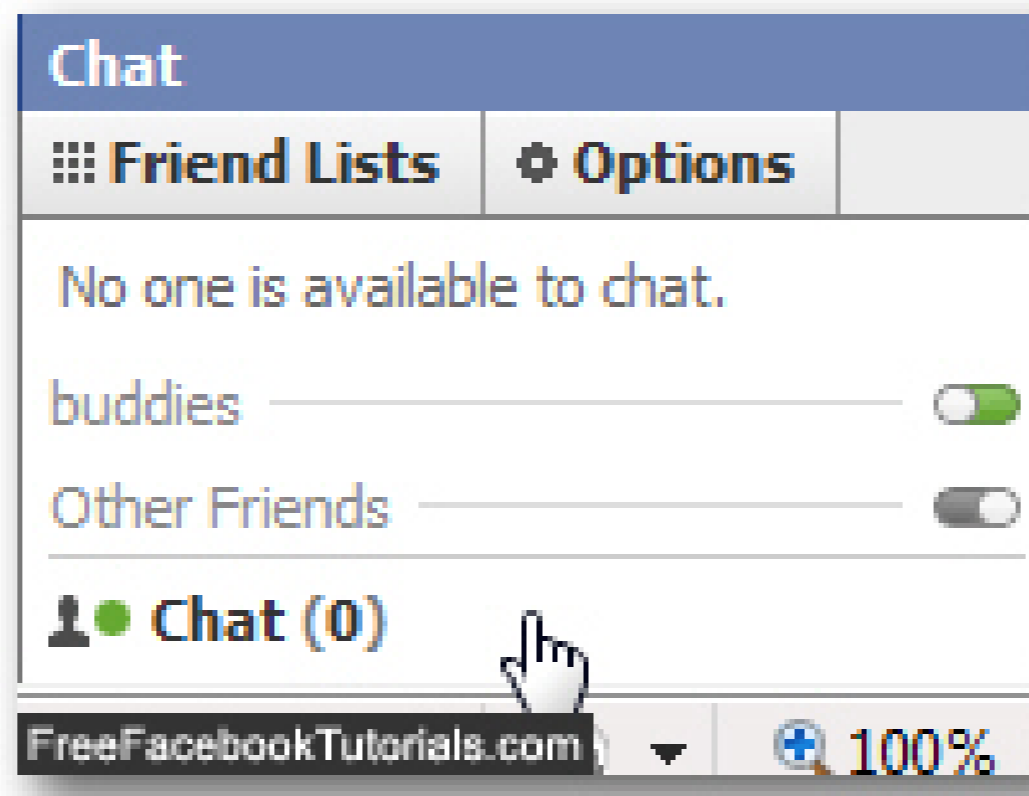 Chat
Friend Lists Options
No one is available to chat.
buddies
Other Friends
Chat (0)
FreeFacebookTutorials.com 100%